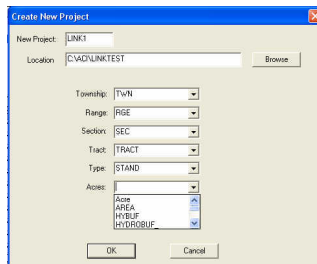 Create New Project
New Project: LINK1
Location C:\ACI\LINKTEST Browse
Township: TWN
Range: RGE
Section: SEC
Tract: TRACT
Type: STAND
Acres:
Acre
AREA
HYBUF
HYDROBUF_
OK Cancel